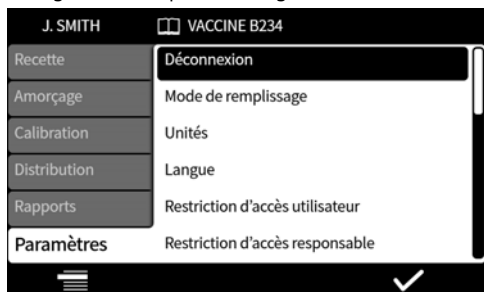 J. SMITH VACCINE B234
Recette
Amorçage
Calibration
Distribution
Rapports
Paramètres
Déconnexion
Mode de remplissage
Unités
Langue
Restriction d'accès utilisateur
Restriction d'accès responsable